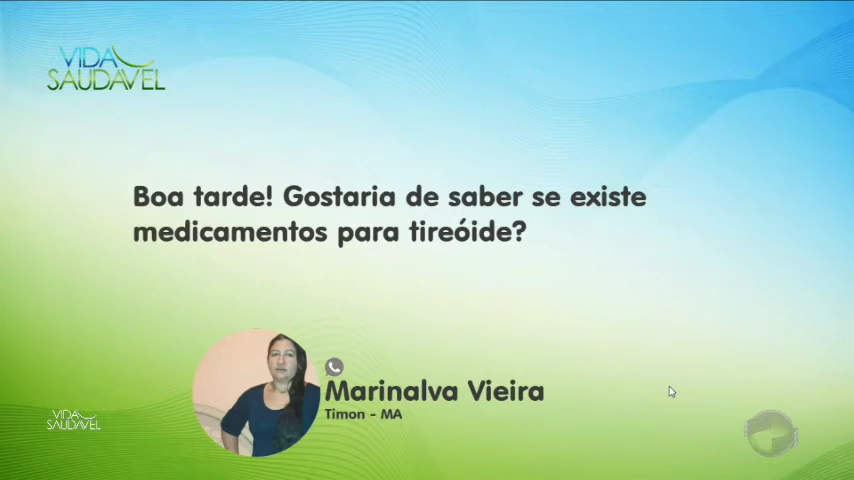 VIDA
SAUDÁVEL
Boa tarde! Gostaria de saber se existe
medicamentos para tireóide?
Marinalva Vieira
Timon - MA
VIDA
SAUDÁVEL